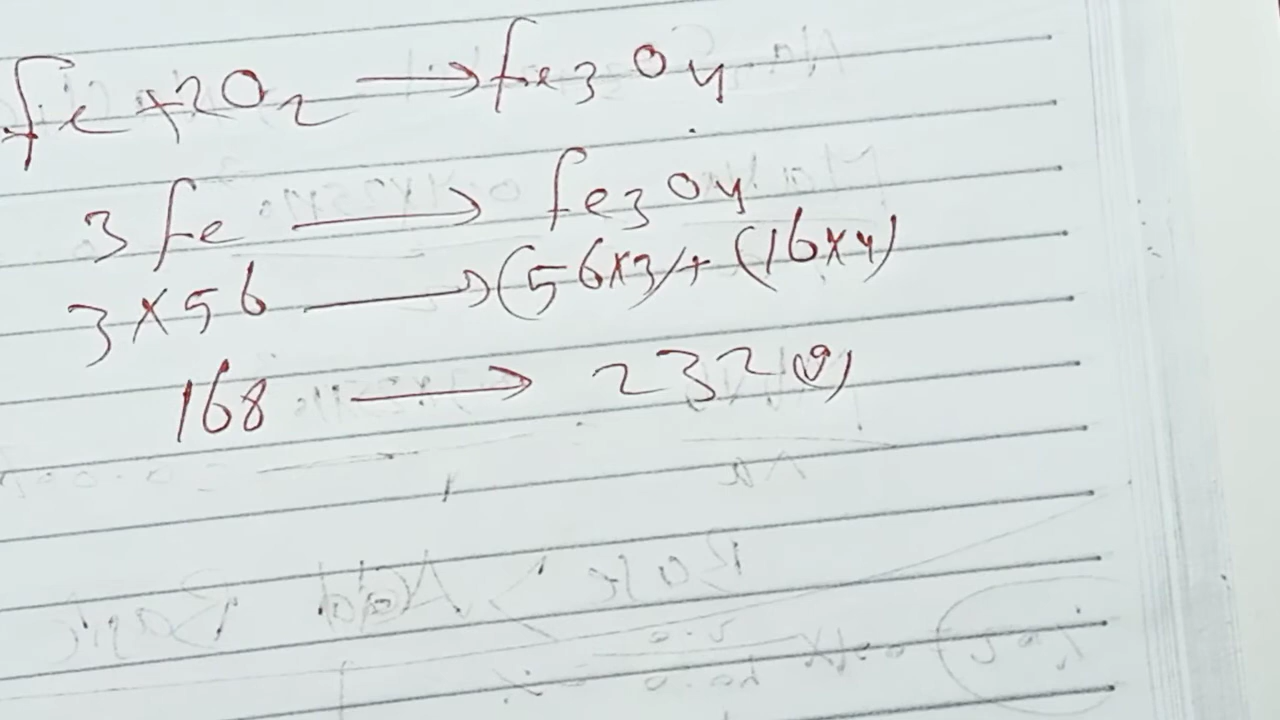 Fe + 2O2 → Fe3O4
3Fe → Fe3O4
3×56 → (56×3)+(16×4)
168 → 232(g)